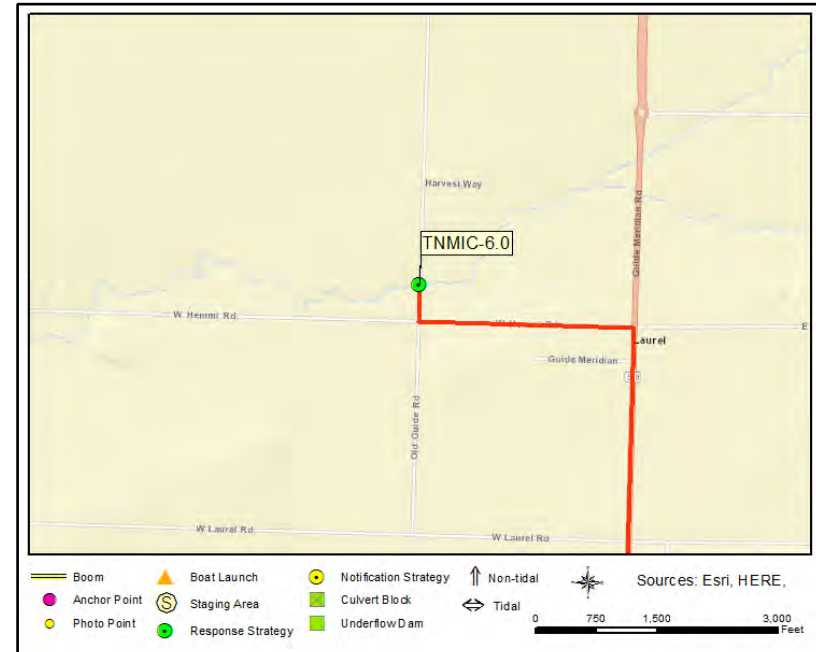 Harvest Way
Guide Meridian Rd
TNMIC-6.0
W Hemmi Rd
W Hemmi Rd
E
Laurel
Guide Meridian
Old Guide Rd
W Laurel Rd
W Laurel Rd
Boom
Anchor Point
Photo Point
Boat Launch
Staging Area
S
Response Strategy
Notification Strategy
Culvert Block
Underflow Dam
Non-tidal
Tidal
Sources: Esri, HERE,
0 750 1,500 3,000
Feet